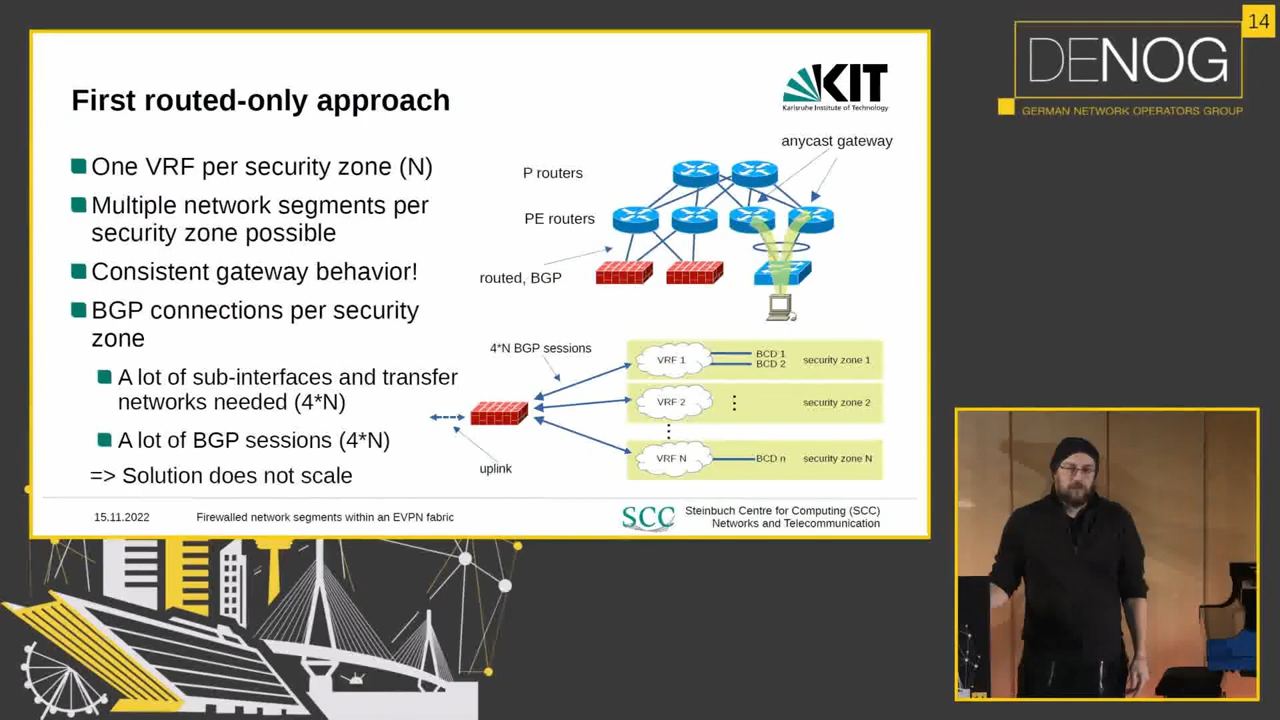 14
DENOG
GERMAN NETWORK OPERATORS GROUP
First routed-only approach
KIT
Karlsruhe Institute of Technology
One VRF per security zone (N)
Multiple network segments per
security zone possible
Consistent gateway behavior!
BGP connections per security
zone
A lot of sub-interfaces and transfer
networks needed (4*N)
A lot of BGP sessions (4*N)
=> Solution does not scale
anycast gateway
P routers
PE routers
routed, BGP
4*N BGP sessions
uplink
VRF 1
BCD 1
BCD 2
security zone 1
VRF 2
security zone 2
VRF N
BCD n
security zone N
15.11.2022
Firewalled network segments within an EVPN fabric
SCC
Steinbuch Centre for Computing (SCC)
Networks and Telecommunication